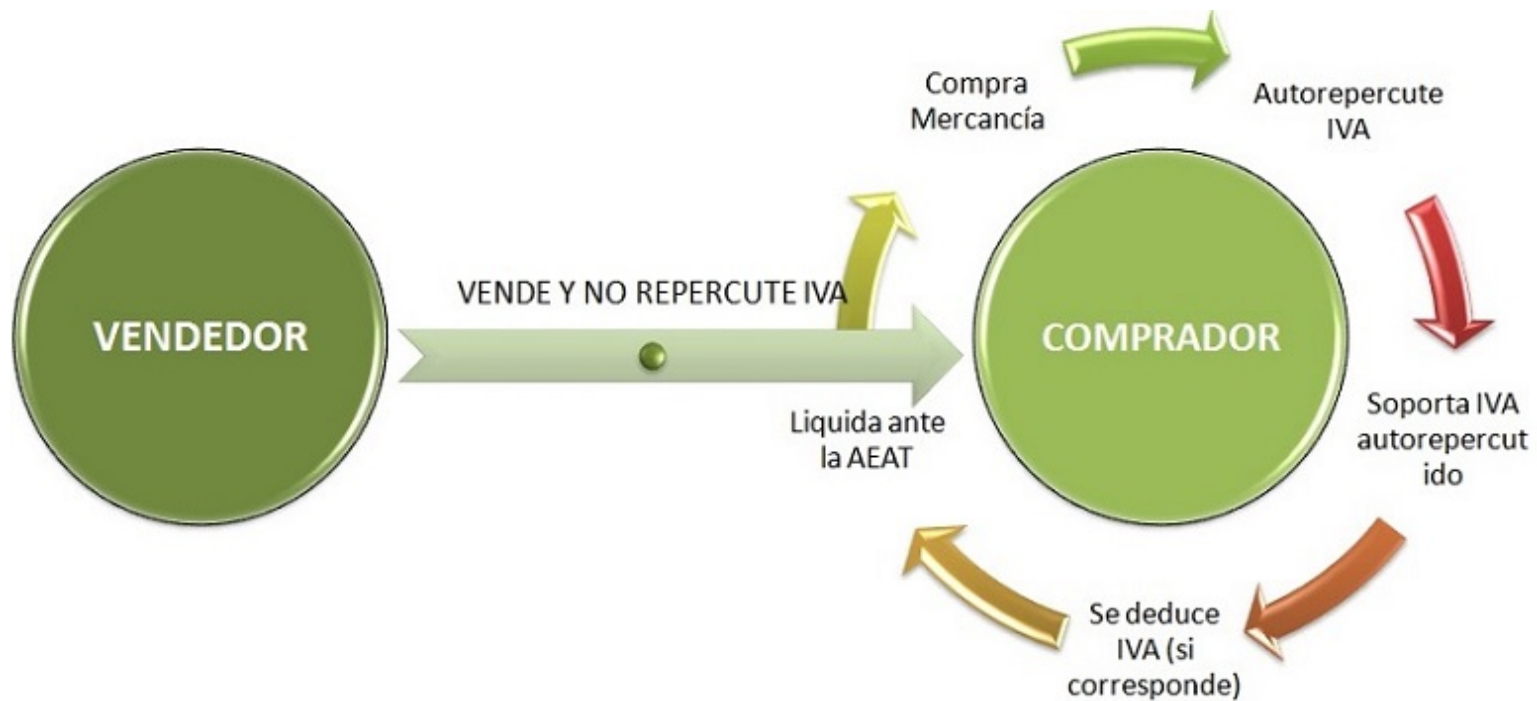 Compra
Mercancía
Autorepercute
IVA
VENDEDOR
VENDE Y NO REPERCUTE IVA
COMPRADOR
Soporta IVA
autorepercut
ido
Se deduce
IVA (si
corresponde)
Liquida ante
la AEAT